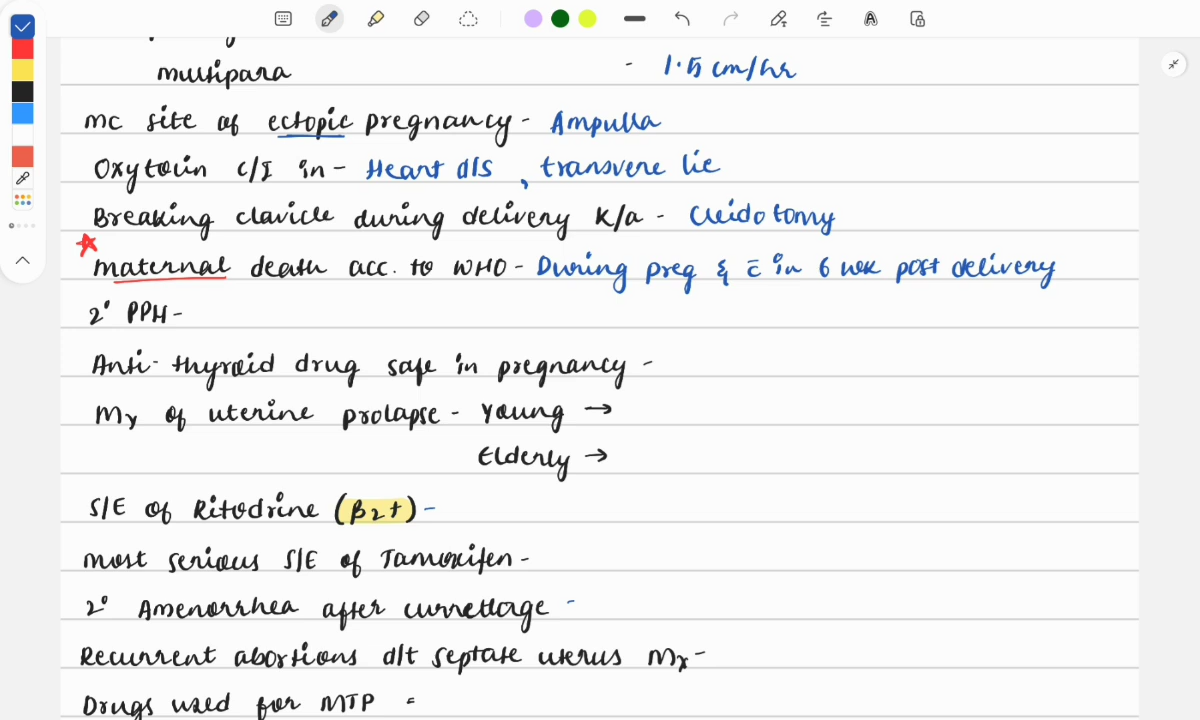 multipara - 1.5 cm/hr
mc site of ectopic pregnancy - Ampulla
Oxytocin c/I in - Heart d/s , transvere lie
Breaking clavicle during delivery k/a - Cleidotomy
maternal death acc. to WHO - During preg & c̄ in 6 wk post delivery
2° PPH -
Anti-thyroid drug safe in pregnancy -
Mx of uterine prolapse - Young →
Elderly →
S/E of Ritodrine (β2+) -
most serious S/E of Tamoxifen -
2° Amenorrhea after currettage -
Recurrent abortions d/t septate uterus Mx -
Drugs used for MTP =